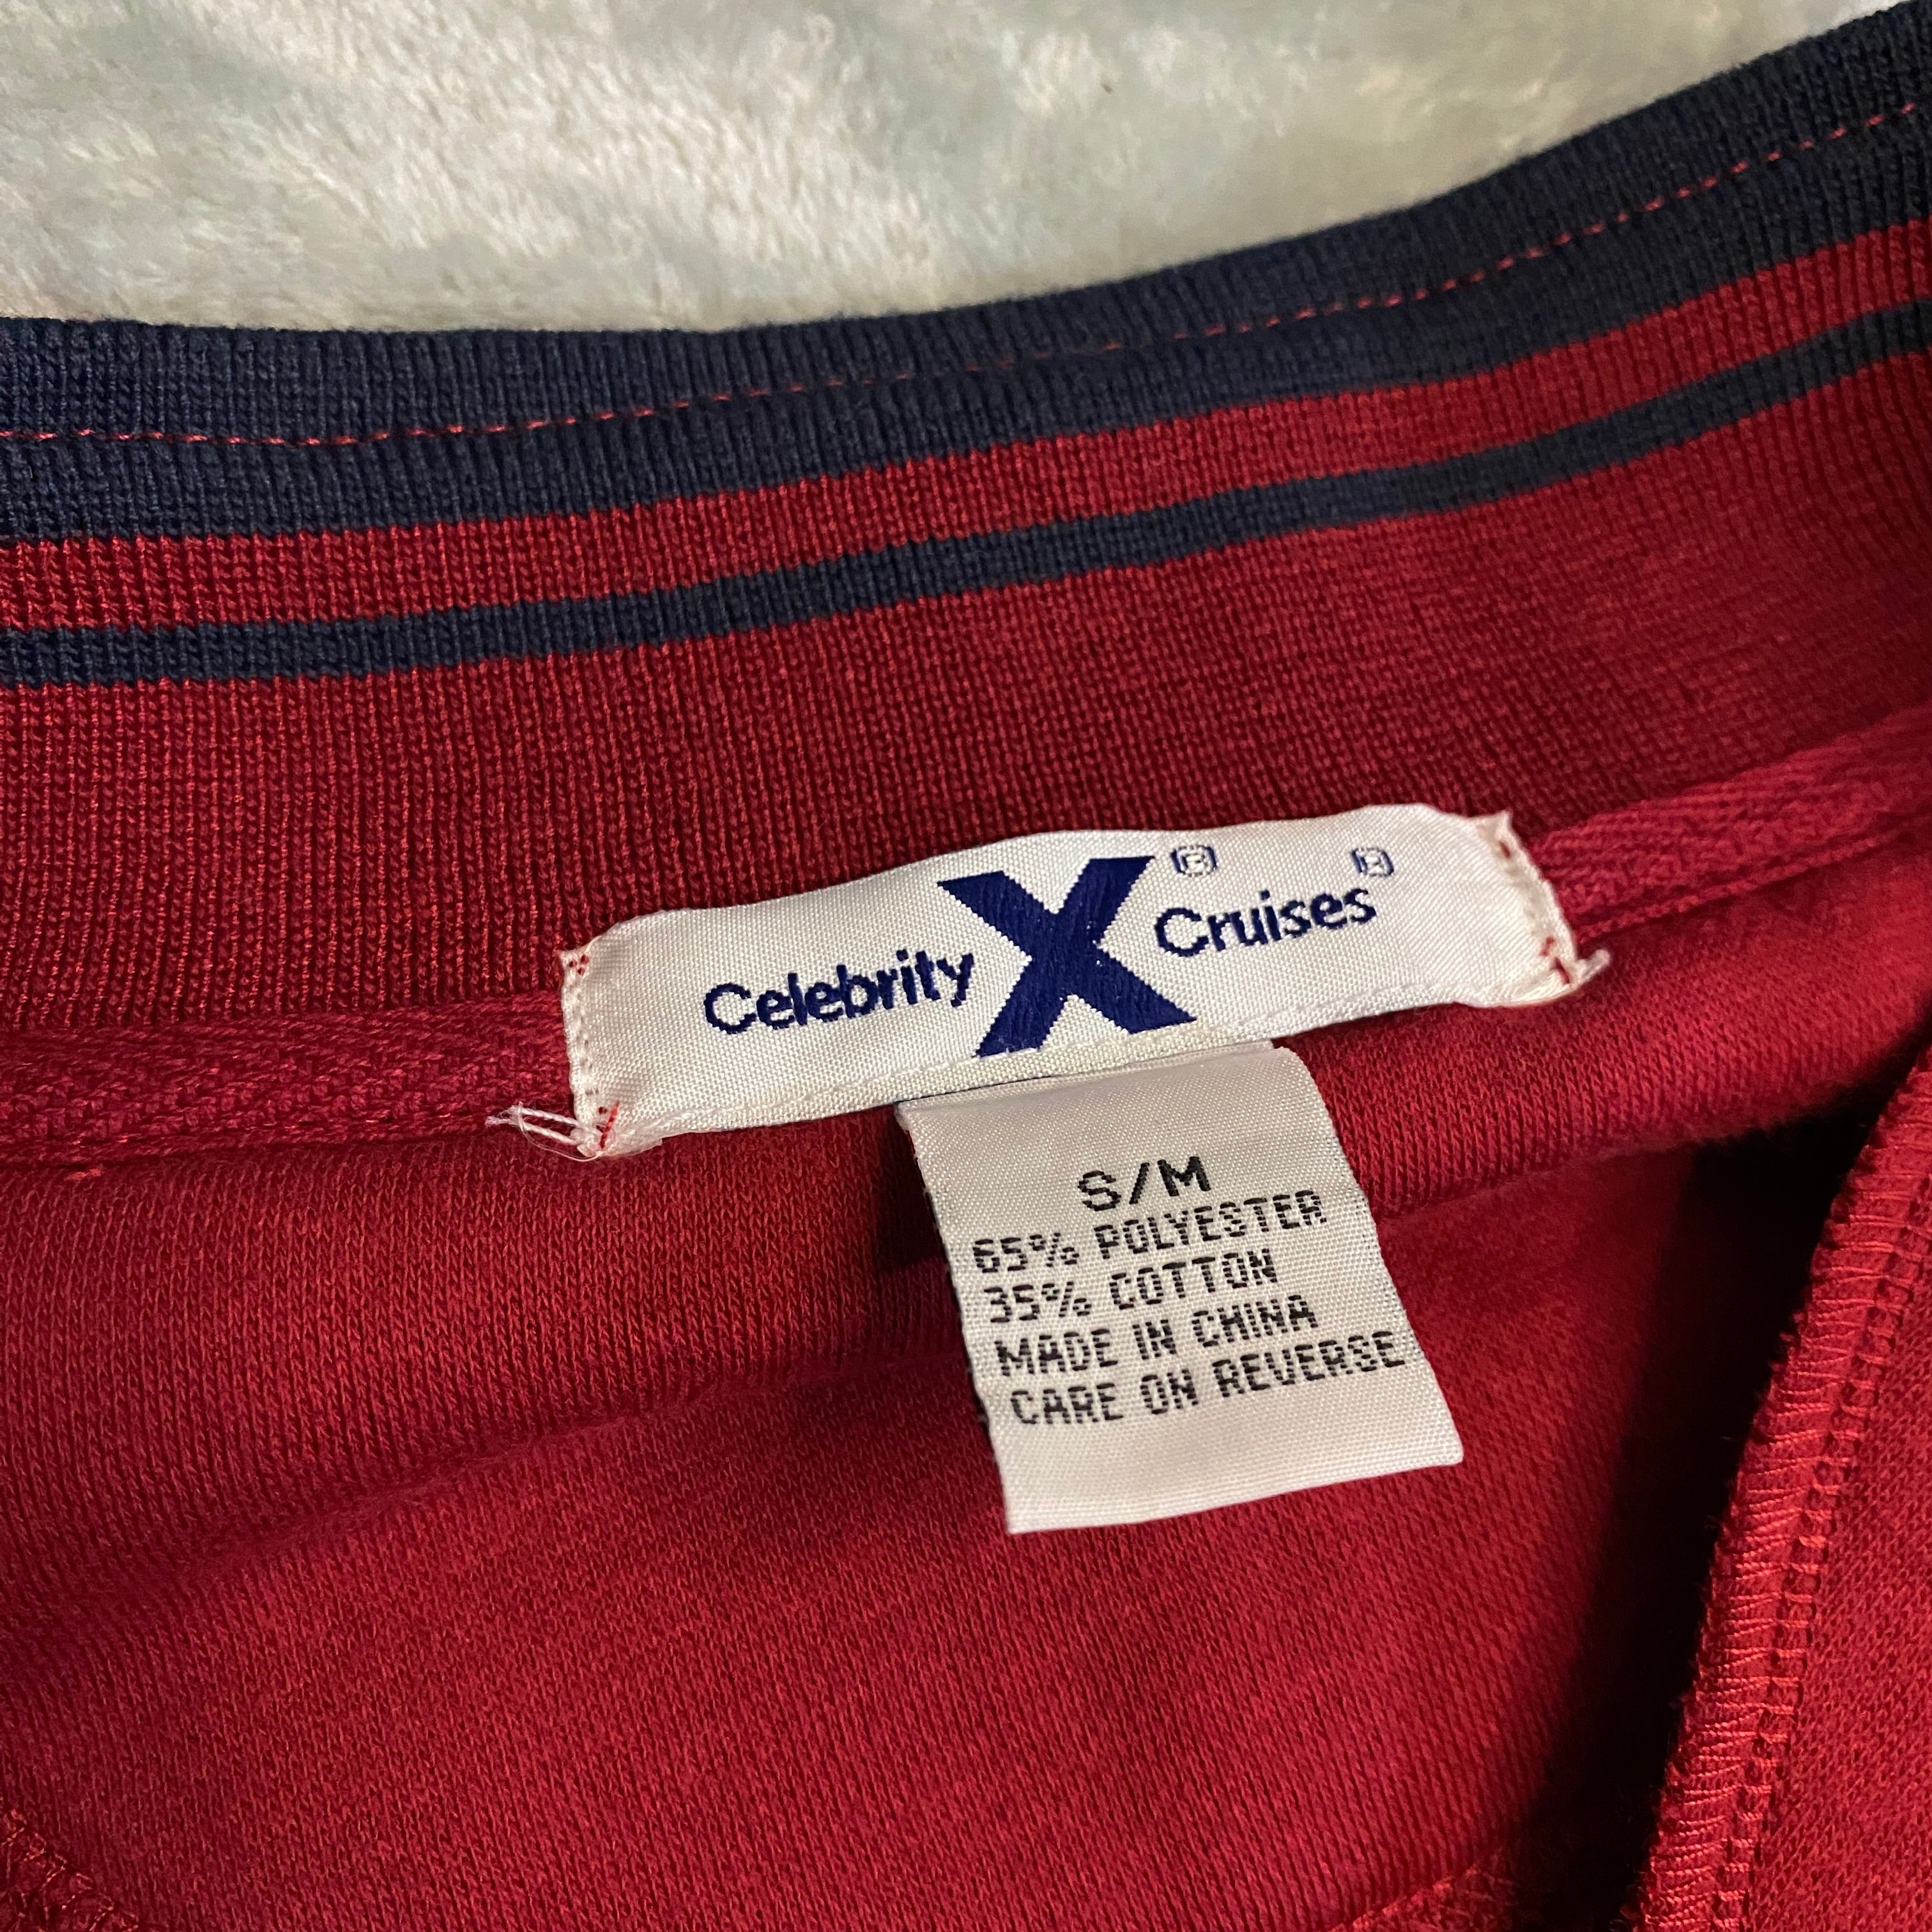 Celebrity X® Cruises®
S/M
65% POLYESTER
35% COTTON
MADE IN CHINA
CARE ON REVERSE